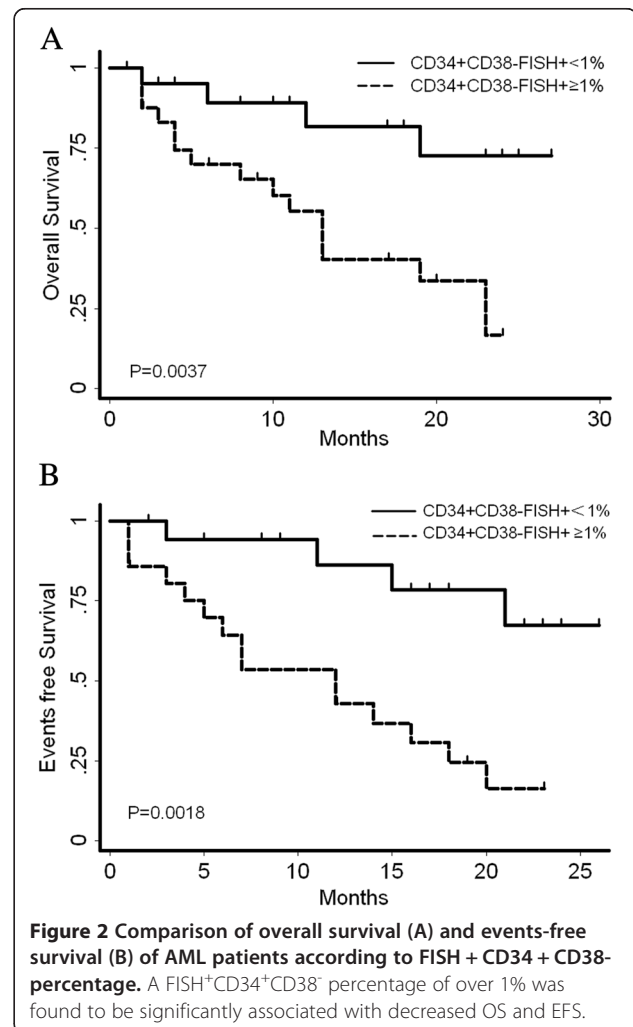 A
CD34+CD38-FISH+<1%
CD34+CD38-FISH+≥1%
1
.75
.5
.25
0
Overall Survival
P=0.0037
0 10 20 30
Months
B
CD34+CD38-FISH+<1%
CD34+CD38-FISH+≥1%
1
.75
.5
.25
0
Events free Survival
P=0.0018
0 5 10 15 20 25
Months
Figure 2 Comparison of overall survival (A) and events-free
survival (B) of AML patients according to FISH + CD34 + CD38-
percentage. A FISH⁺CD34⁺CD38⁻ percentage of over 1% was
found to be significantly associated with decreased OS and EFS.